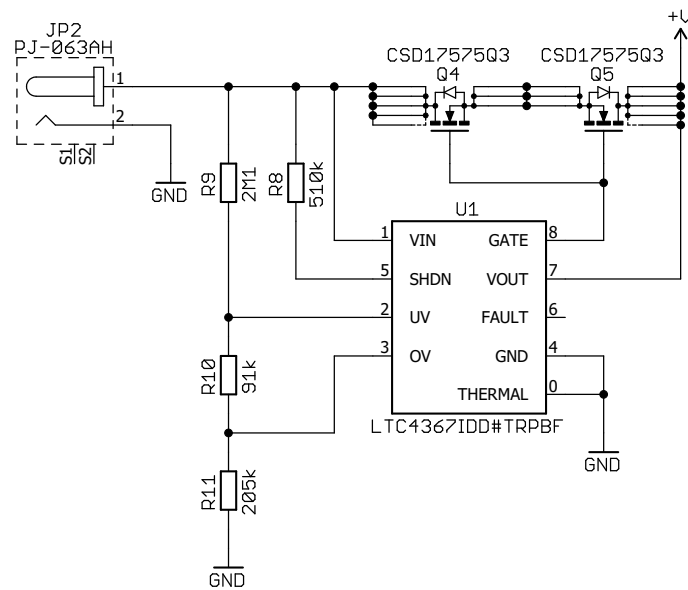 JP2
PJ-063AH
1
2
S1
S2
GND
CSD17575Q3
Q4
CSD17575Q3
Q5
R9
2M1
R8
510k
U1
1 VIN GATE 8
5 SHDN VOUT 7
2 UV FAULT 6
3 OV GND 4
THERMAL 0
LTC4367IDD#TRPBF
R10
91k
GND
R11
205k
GND